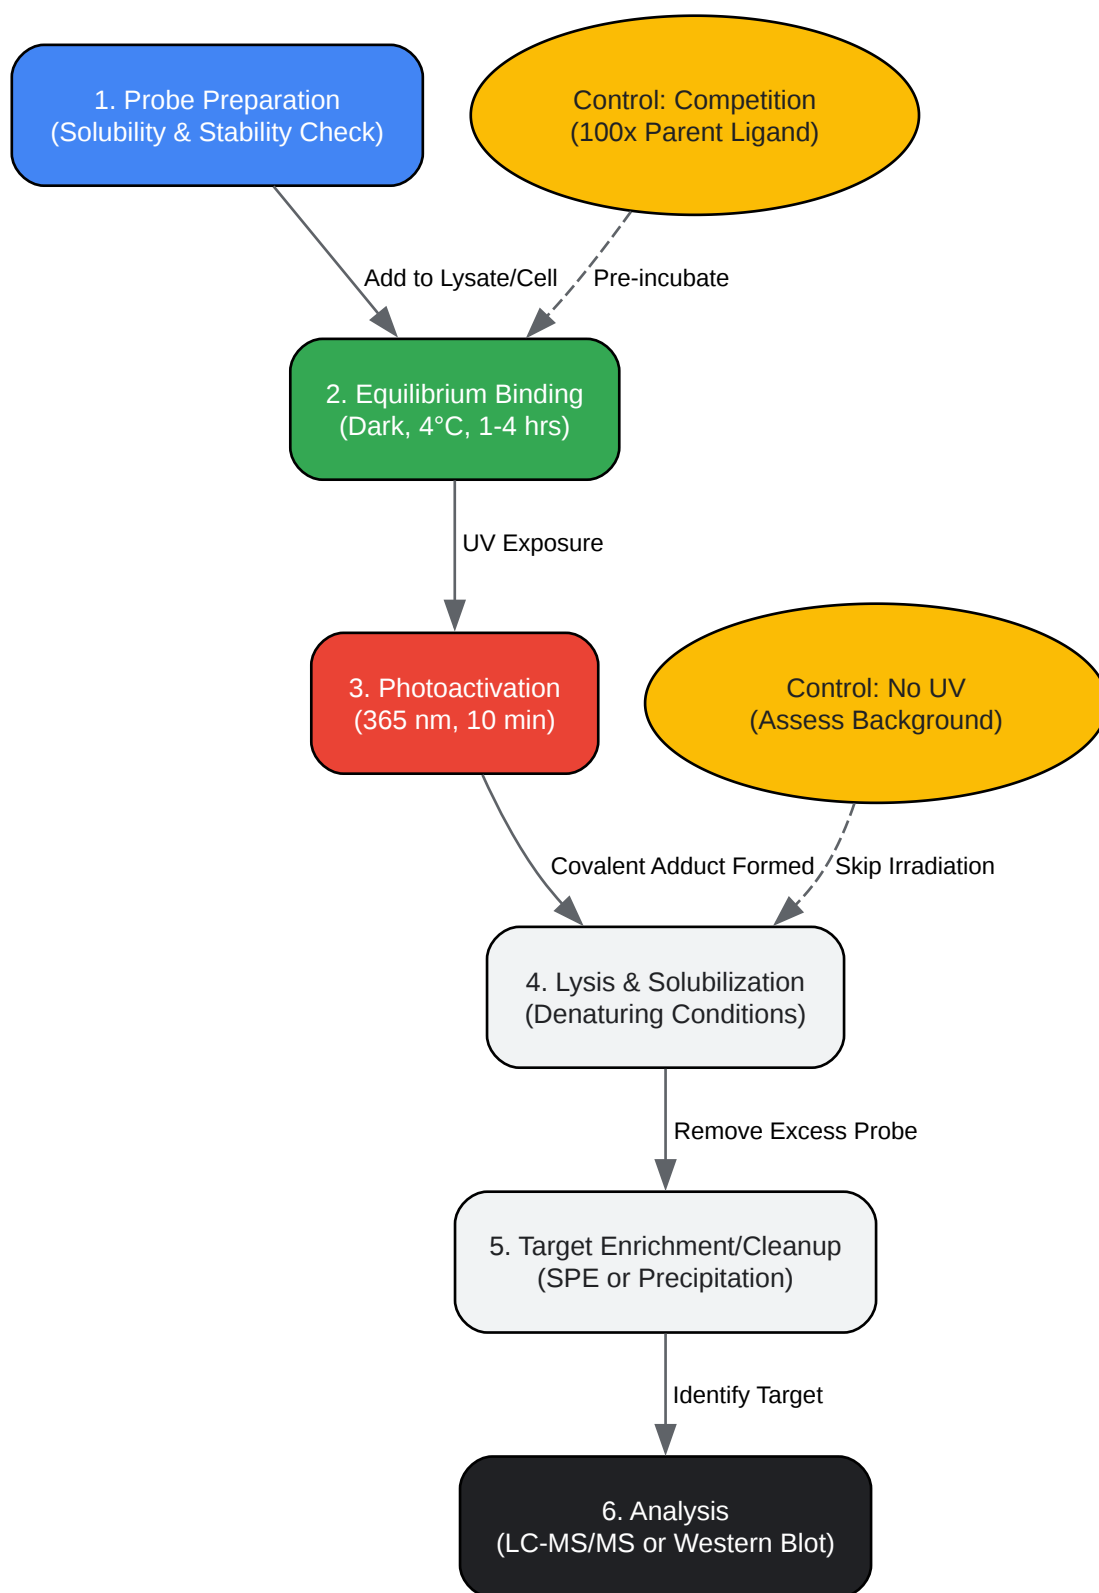 1. Probe Preparation
(Solubility & Stability Check)
Control: Competition
(100x Parent Ligand)
Add to Lysate/Cell
Pre-incubate
2. Equilibrium Binding
(Dark, 4°C, 1-4 hrs)
UV Exposure
3. Photoactivation
(365 nm, 10 min)
Control: No UV
(Assess Background)
Covalent Adduct Formed
Skip Irradiation
4. Lysis & Solubilization
(Denaturing Conditions)
Remove Excess Probe
5. Target Enrichment/Cleanup
(SPE or Precipitation)
Identify Target
6. Analysis
(LC-MS/MS or Western Blot)